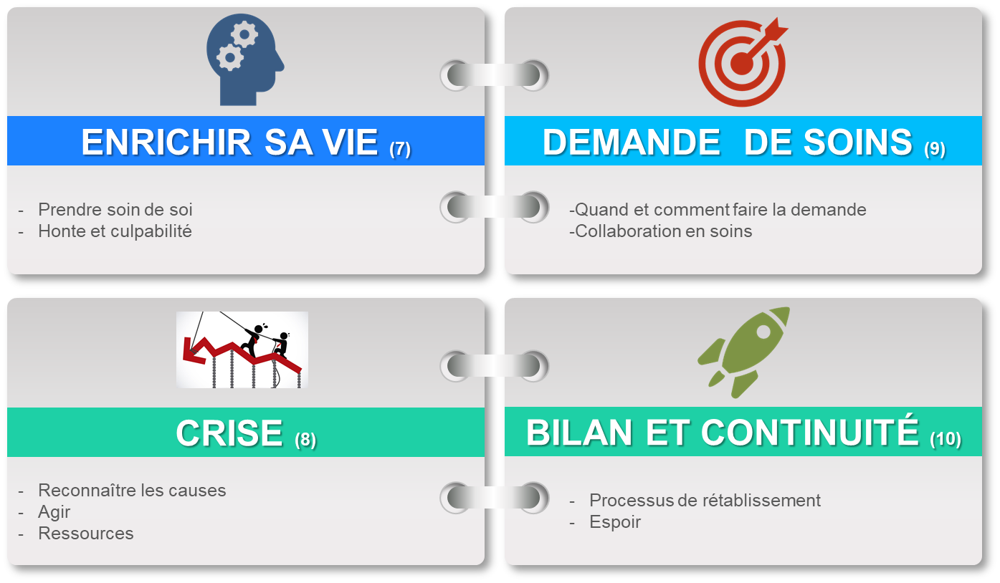 ENRICHIR SA VIE (7)
- Prendre soin de soi
- Honte et culpabilité
DEMANDE DE SOINS (9)
-Quand et comment faire la demande
-Collaboration en soins
CRISE (8)
- Reconnaître les causes
- Agir
- Ressources
BILAN ET CONTINUITÉ (10)
- Processus de rétablissement
- Espoir